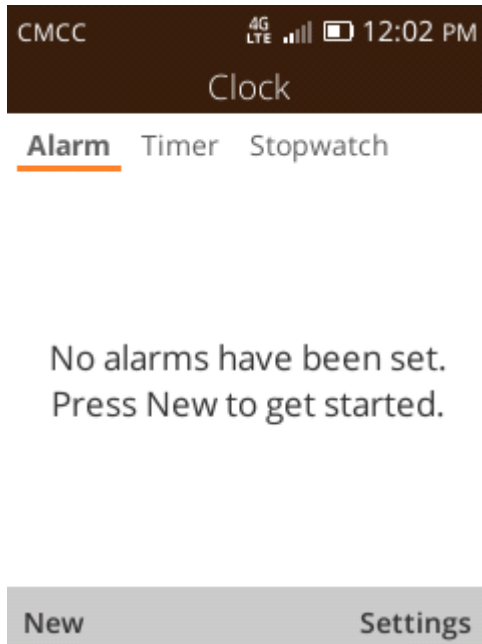 CMCC 4G LTE 12:02 PM
Clock
Alarm Timer Stopwatch
No alarms have been set.
Press New to get started.
New Settings